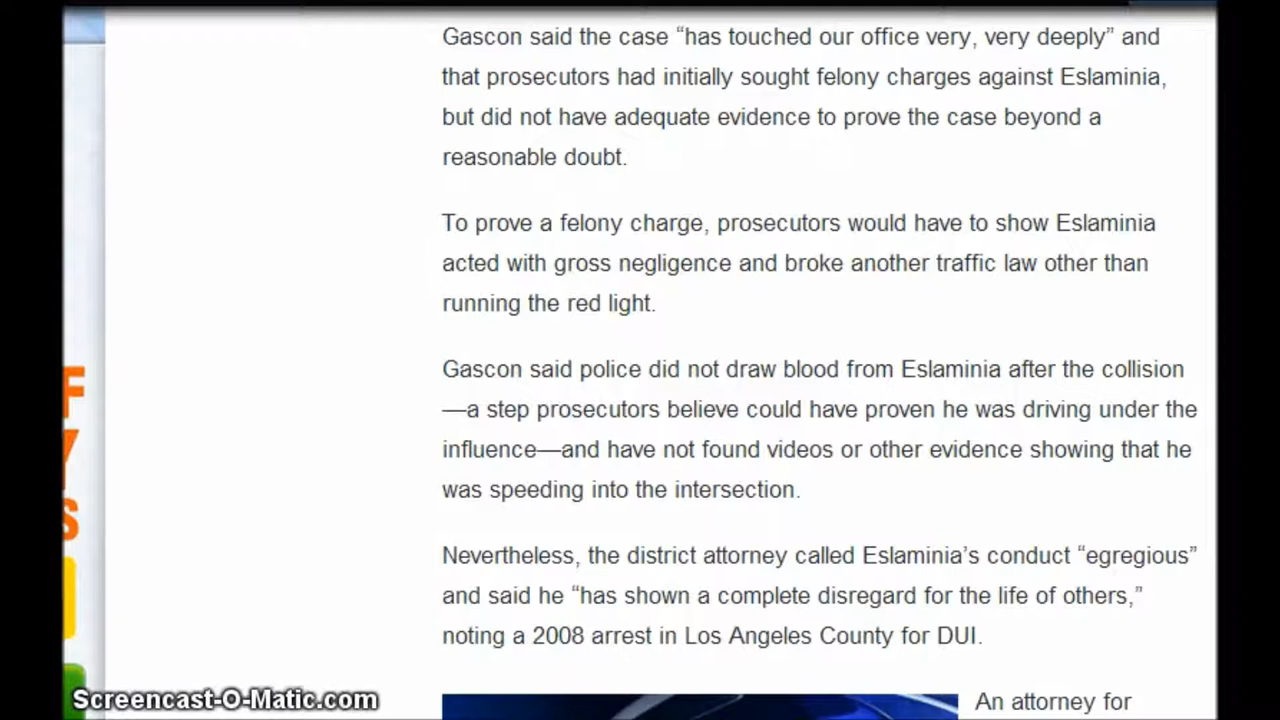 Gascon said the case “has touched our office very, very deeply” and
that prosecutors had initially sought felony charges against Eslaminia,
but did not have adequate evidence to prove the case beyond a
reasonable doubt.
To prove a felony charge, prosecutors would have to show Eslaminia
acted with gross negligence and broke another traffic law other than
running the red light.
Gascon said police did not draw blood from Eslaminia after the collision
—a step prosecutors believe could have proven he was driving under the
influence—and have not found videos or other evidence showing that he
was speeding into the intersection.
Nevertheless, the district attorney called Eslaminia’s conduct “egregious”
and said he “has shown a complete disregard for the life of others,”
noting a 2008 arrest in Los Angeles County for DUI.
An attorney for
Screencast-O-Matic.com